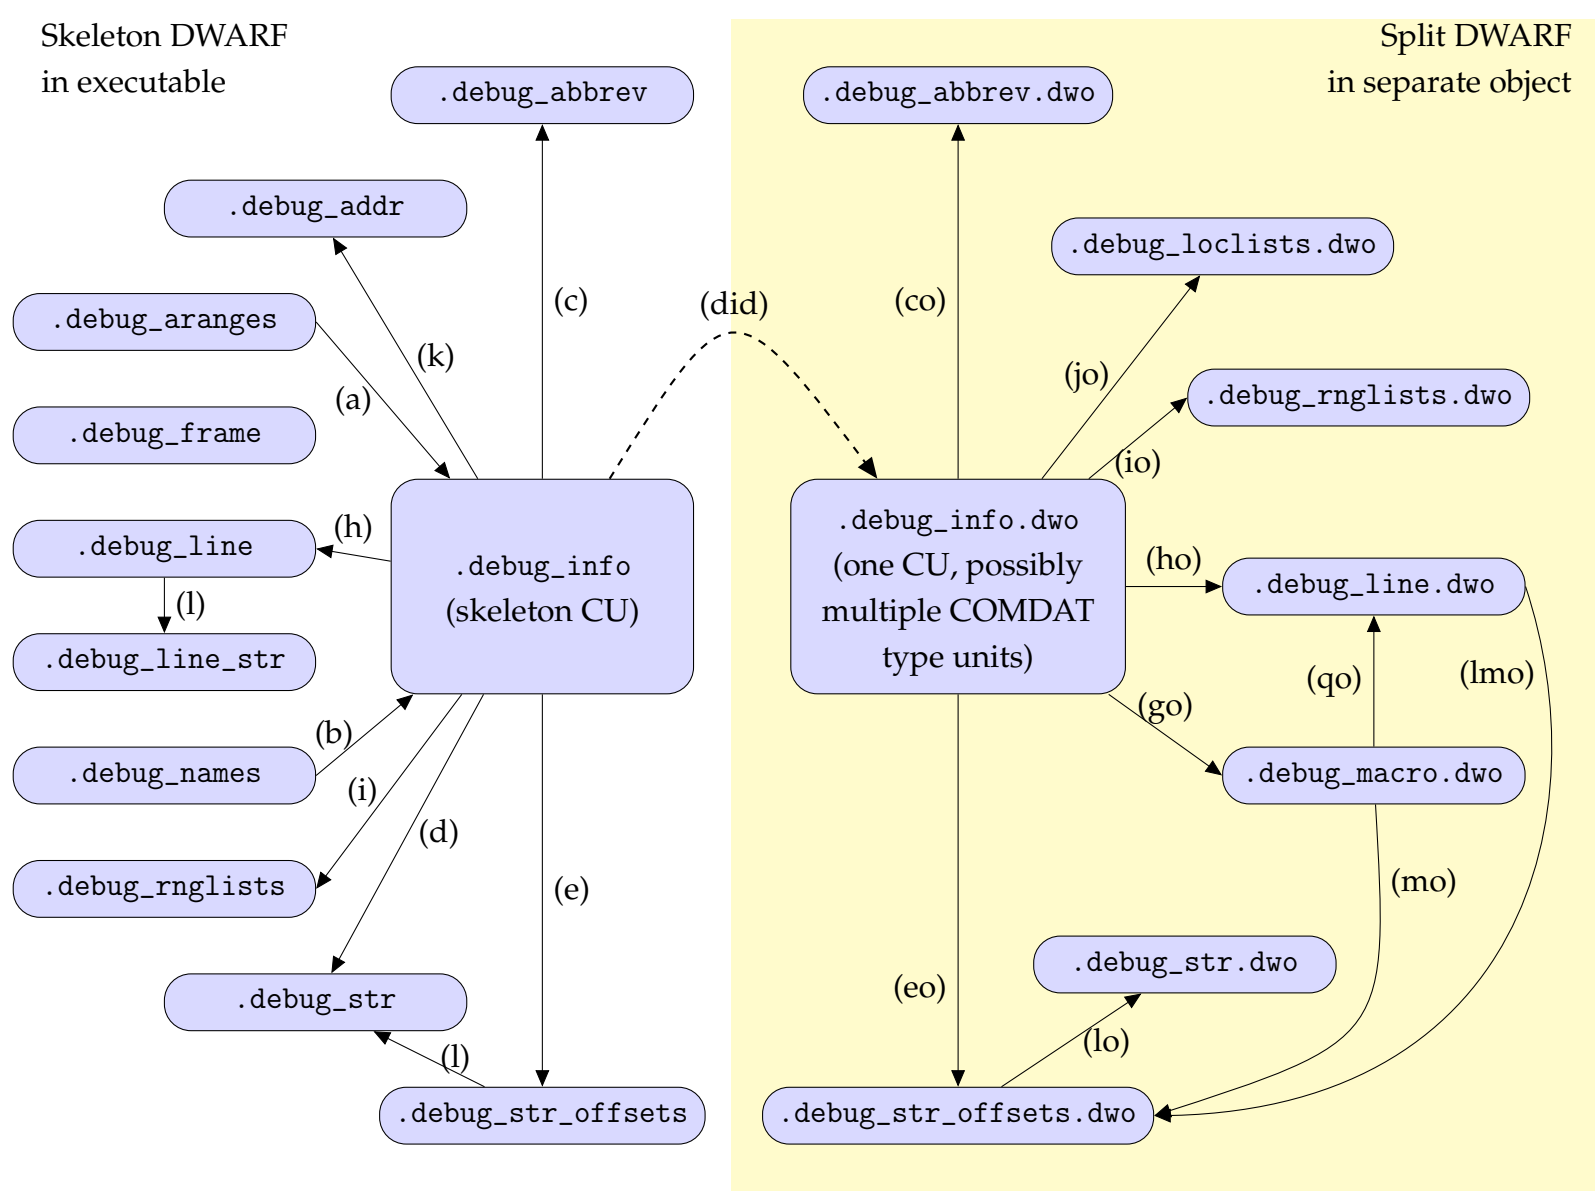 Skeleton DWARF
in executable
Split DWARF
in separate object
.debug_abbrev
.debug_addr
.debug_aranges
.debug_frame
.debug_line
.debug_line_str
.debug_names
.debug_rnglists
.debug_str
.debug_str_offsets
.debug_info
(skeleton CU)
(c)
(k)
(a)
(h)
(l)
(b)
(i)
(d)
(e)
(l)
(did)
.debug_abbrev.dwo
.debug_loclists.dwo
.debug_rnglists.dwo
.debug_info.dwo
(one CU, possibly
multiple COMDAT
type units)
.debug_line.dwo
.debug_macro.dwo
.debug_str.dwo
.debug_str_offsets.dwo
(co)
(jo)
(io)
(ho)
(qo)
(lmo)
(go)
(mo)
(eo)
(lo)